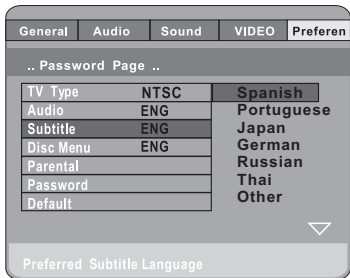 General Audio Sound VIDEO Preferen
.. Password Page ..
TV Type NTSC
Audio ENG
Subtitle ENG
Disc Menu ENG
Parental
Password
Default
Spanish
Portuguese
Japan
German
Russian
Thai
Other
Preferred Subtitle Language